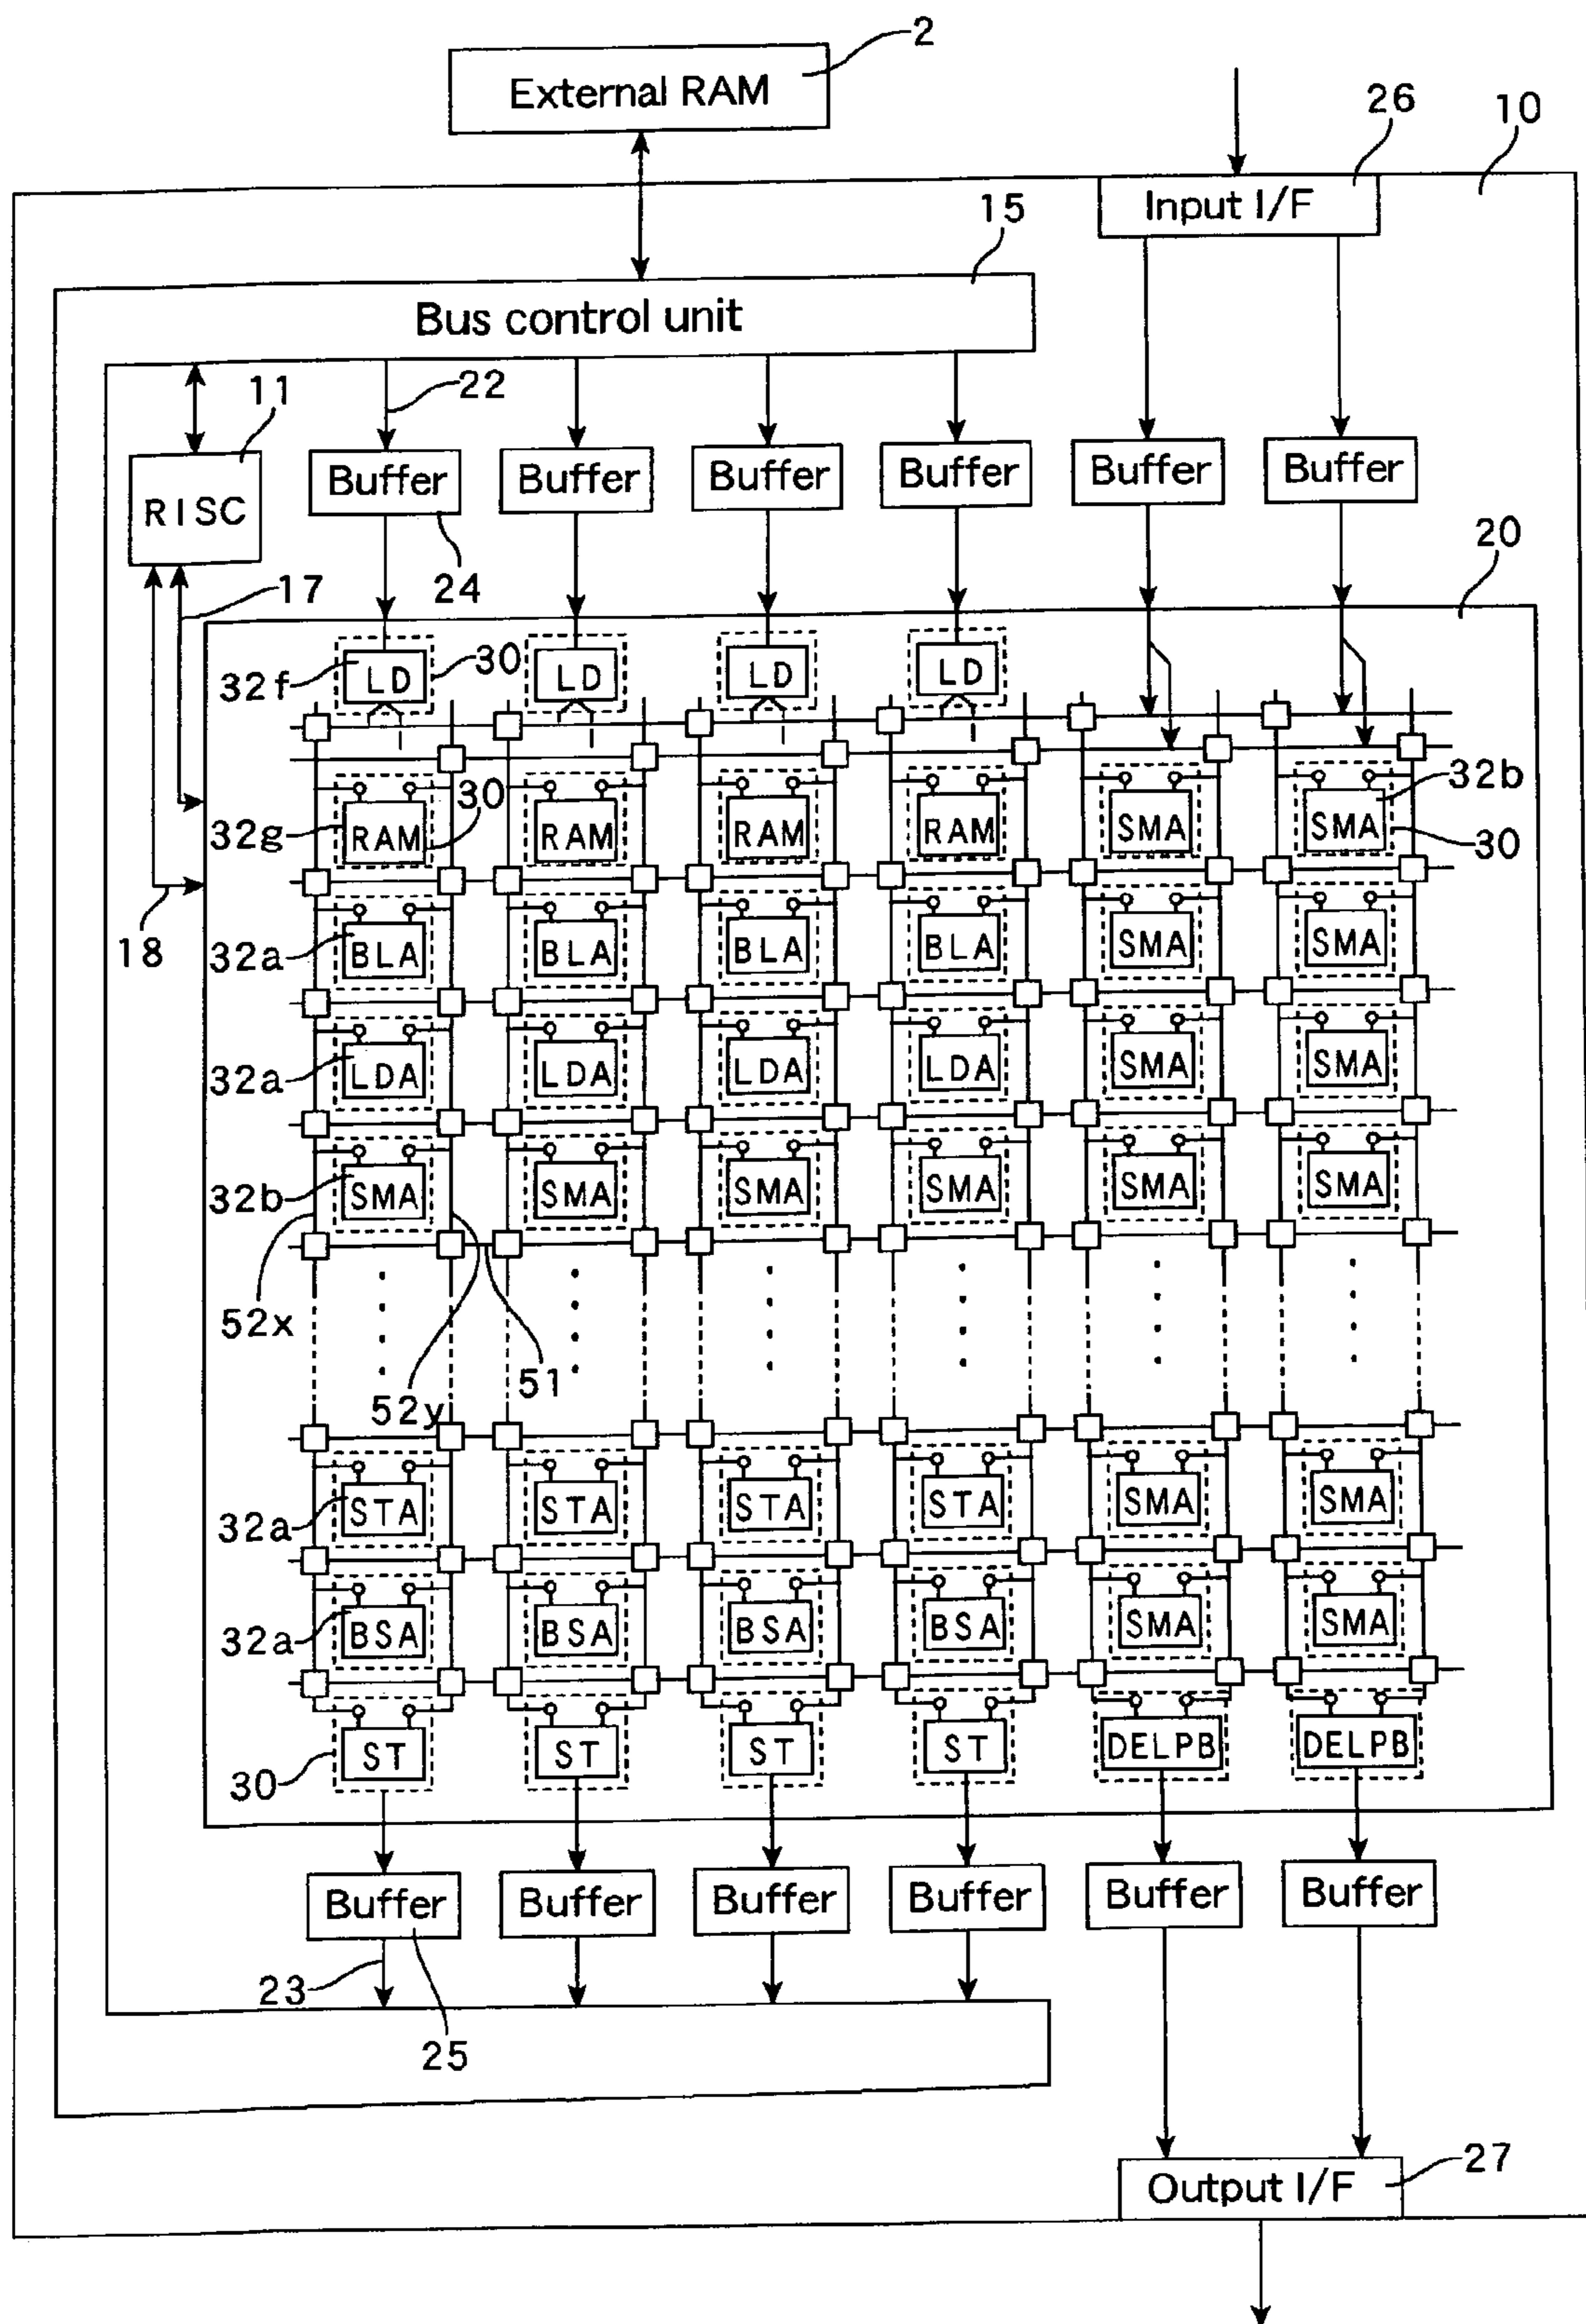 2
External RAM
26
10
Input I/F
15
Bus control unit
22
11
Buffer Buffer Buffer Buffer Buffer Buffer
RISC
24
20
17
32f LD 30 LD LD LD
32g RAM 30 RAM RAM RAM SMA SMA 32b
30
18
32a BLA BLA BLA BLA SMA SMA
32a LDA LDA LDA LDA SMA SMA
32b SMA SMA SMA SMA SMA SMA
52x
52y
51
32a STA STA STA STA SMA SMA
32a BSA BSA BSA BSA SMA SMA
30 ST ST ST ST DELPB DELPB
Buffer Buffer Buffer Buffer Buffer Buffer
23
25
27
Output I/F